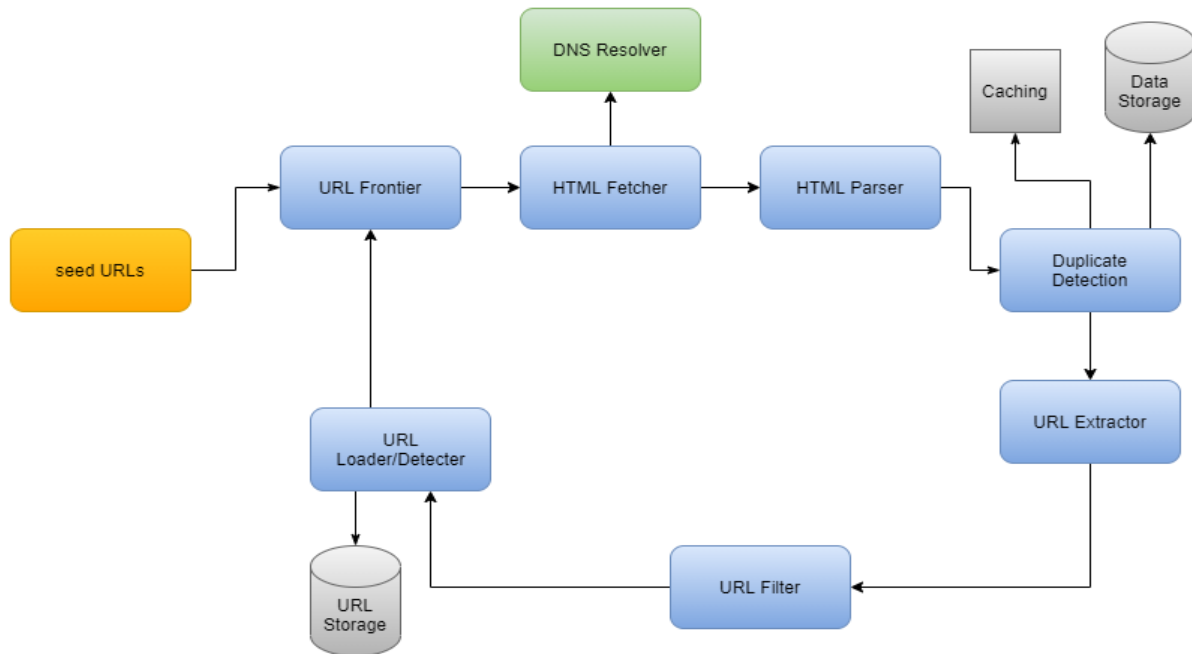 DNS Resolver
Caching
Data
Storage
URL Frontier
HTML Fetcher
HTML Parser
seed URLs
Duplicate
Detection
URL Extractor
URL
Loader/Detecter
URL Filter
URL
Storage